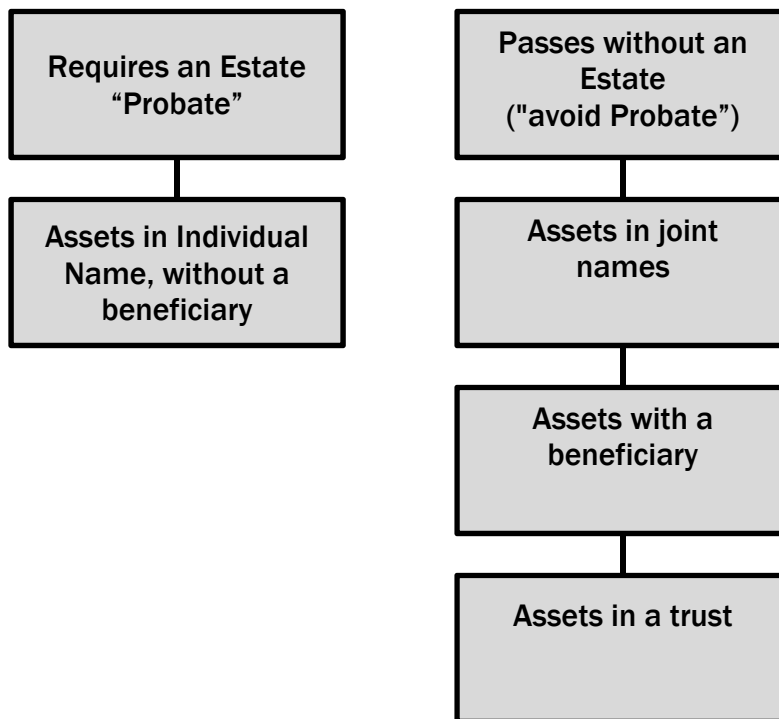 Requires an Estate
“Probate”
Assets in Individual
Name, without a
beneficiary
Passes without an
Estate
("avoid Probate”)
Assets in joint
names
Assets with a
beneficiary
Assets in a trust